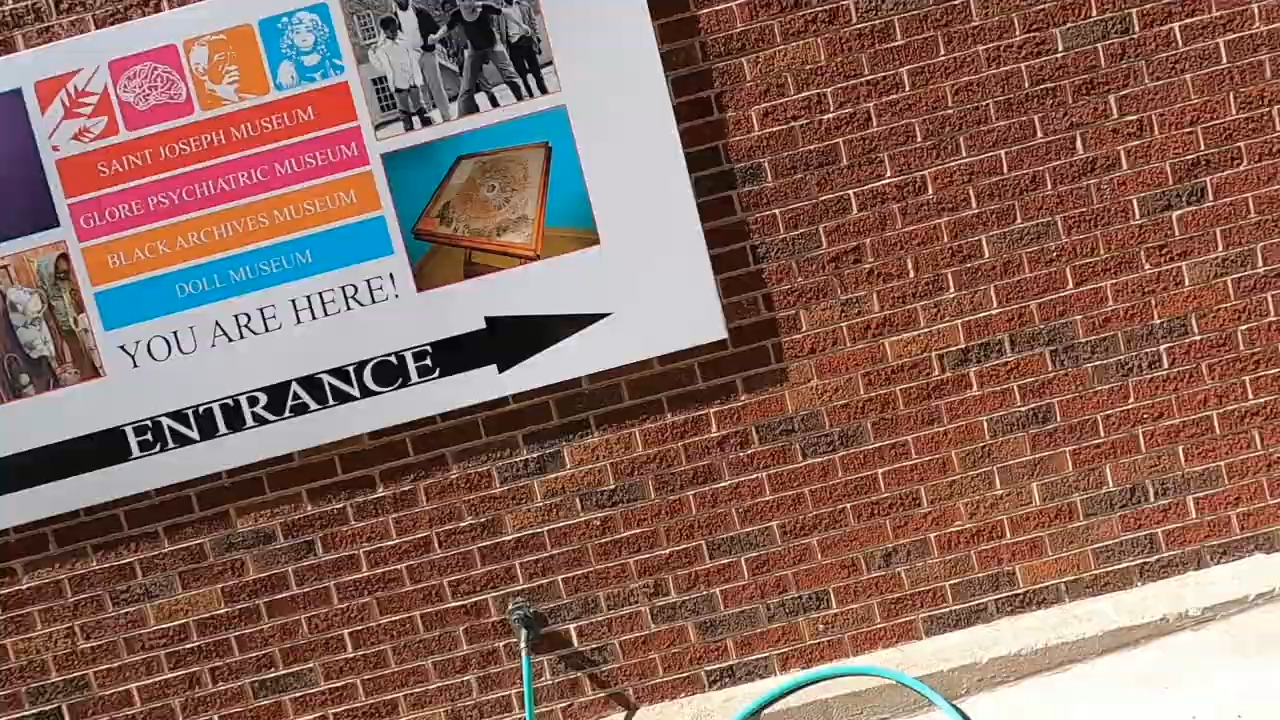 SAINT JOSEPH MUSEUM
GLORE PSYCHIATRIC MUSEUM
BLACK ARCHIVES MUSEUM
DOLL MUSEUM
YOU ARE HERE!
ENTRANCE